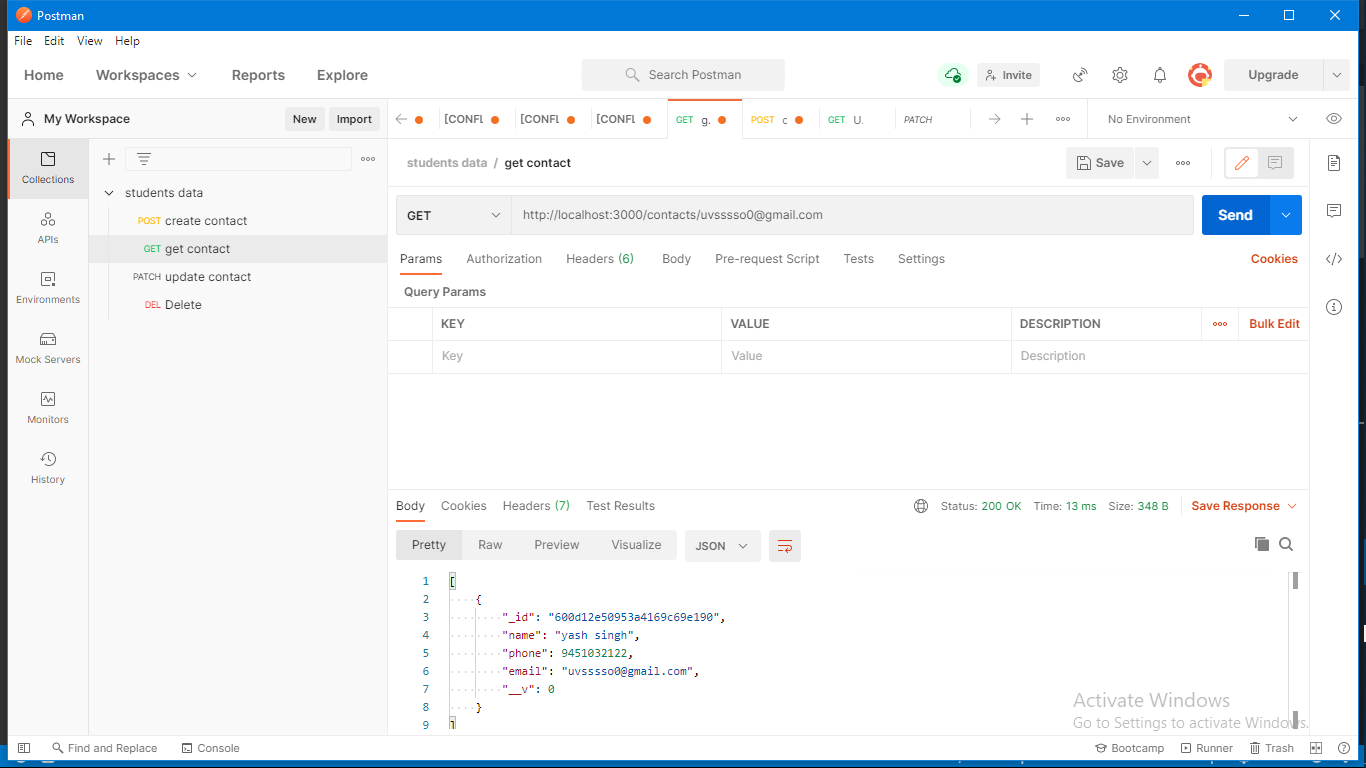 Postman
File Edit View Help
Home Workspaces Reports Explore Search Postman Invite Upgrade
My Workspace New Import
[CONFL [CONFL [CONFL GET g. POST c GET U. PATCH No Environment
Collections
APIs
Environments
Mock Servers
Monitors
History
students data
POST create contact
GET get contact
PATCH update contact
DEL Delete
students data / get contact Save
GET http://localhost:3000/contacts/uvsssso0@gmail.com Send
Params Authorization Headers (6) Body Pre-request Script Tests Settings Cookies
Query Params
KEY VALUE DESCRIPTION Bulk Edit
Key Value Description
Body Cookies Headers (7) Test Results Status: 200 OK Time: 13 ms Size: 348 B Save Response
Pretty Raw Preview Visualize JSON
1 [
2 {
3 "_id": "600d12e50953a4169c69e190",
4 "name": "yash singh",
5 "phone": 9451032122,
6 "email": "uvsssso0@gmail.com",
7 "__v": 0
8 }
9 ]
Activate Windows
Go to Settings to activate Windows.
Find and Replace Console Bootcamp Runner Trash